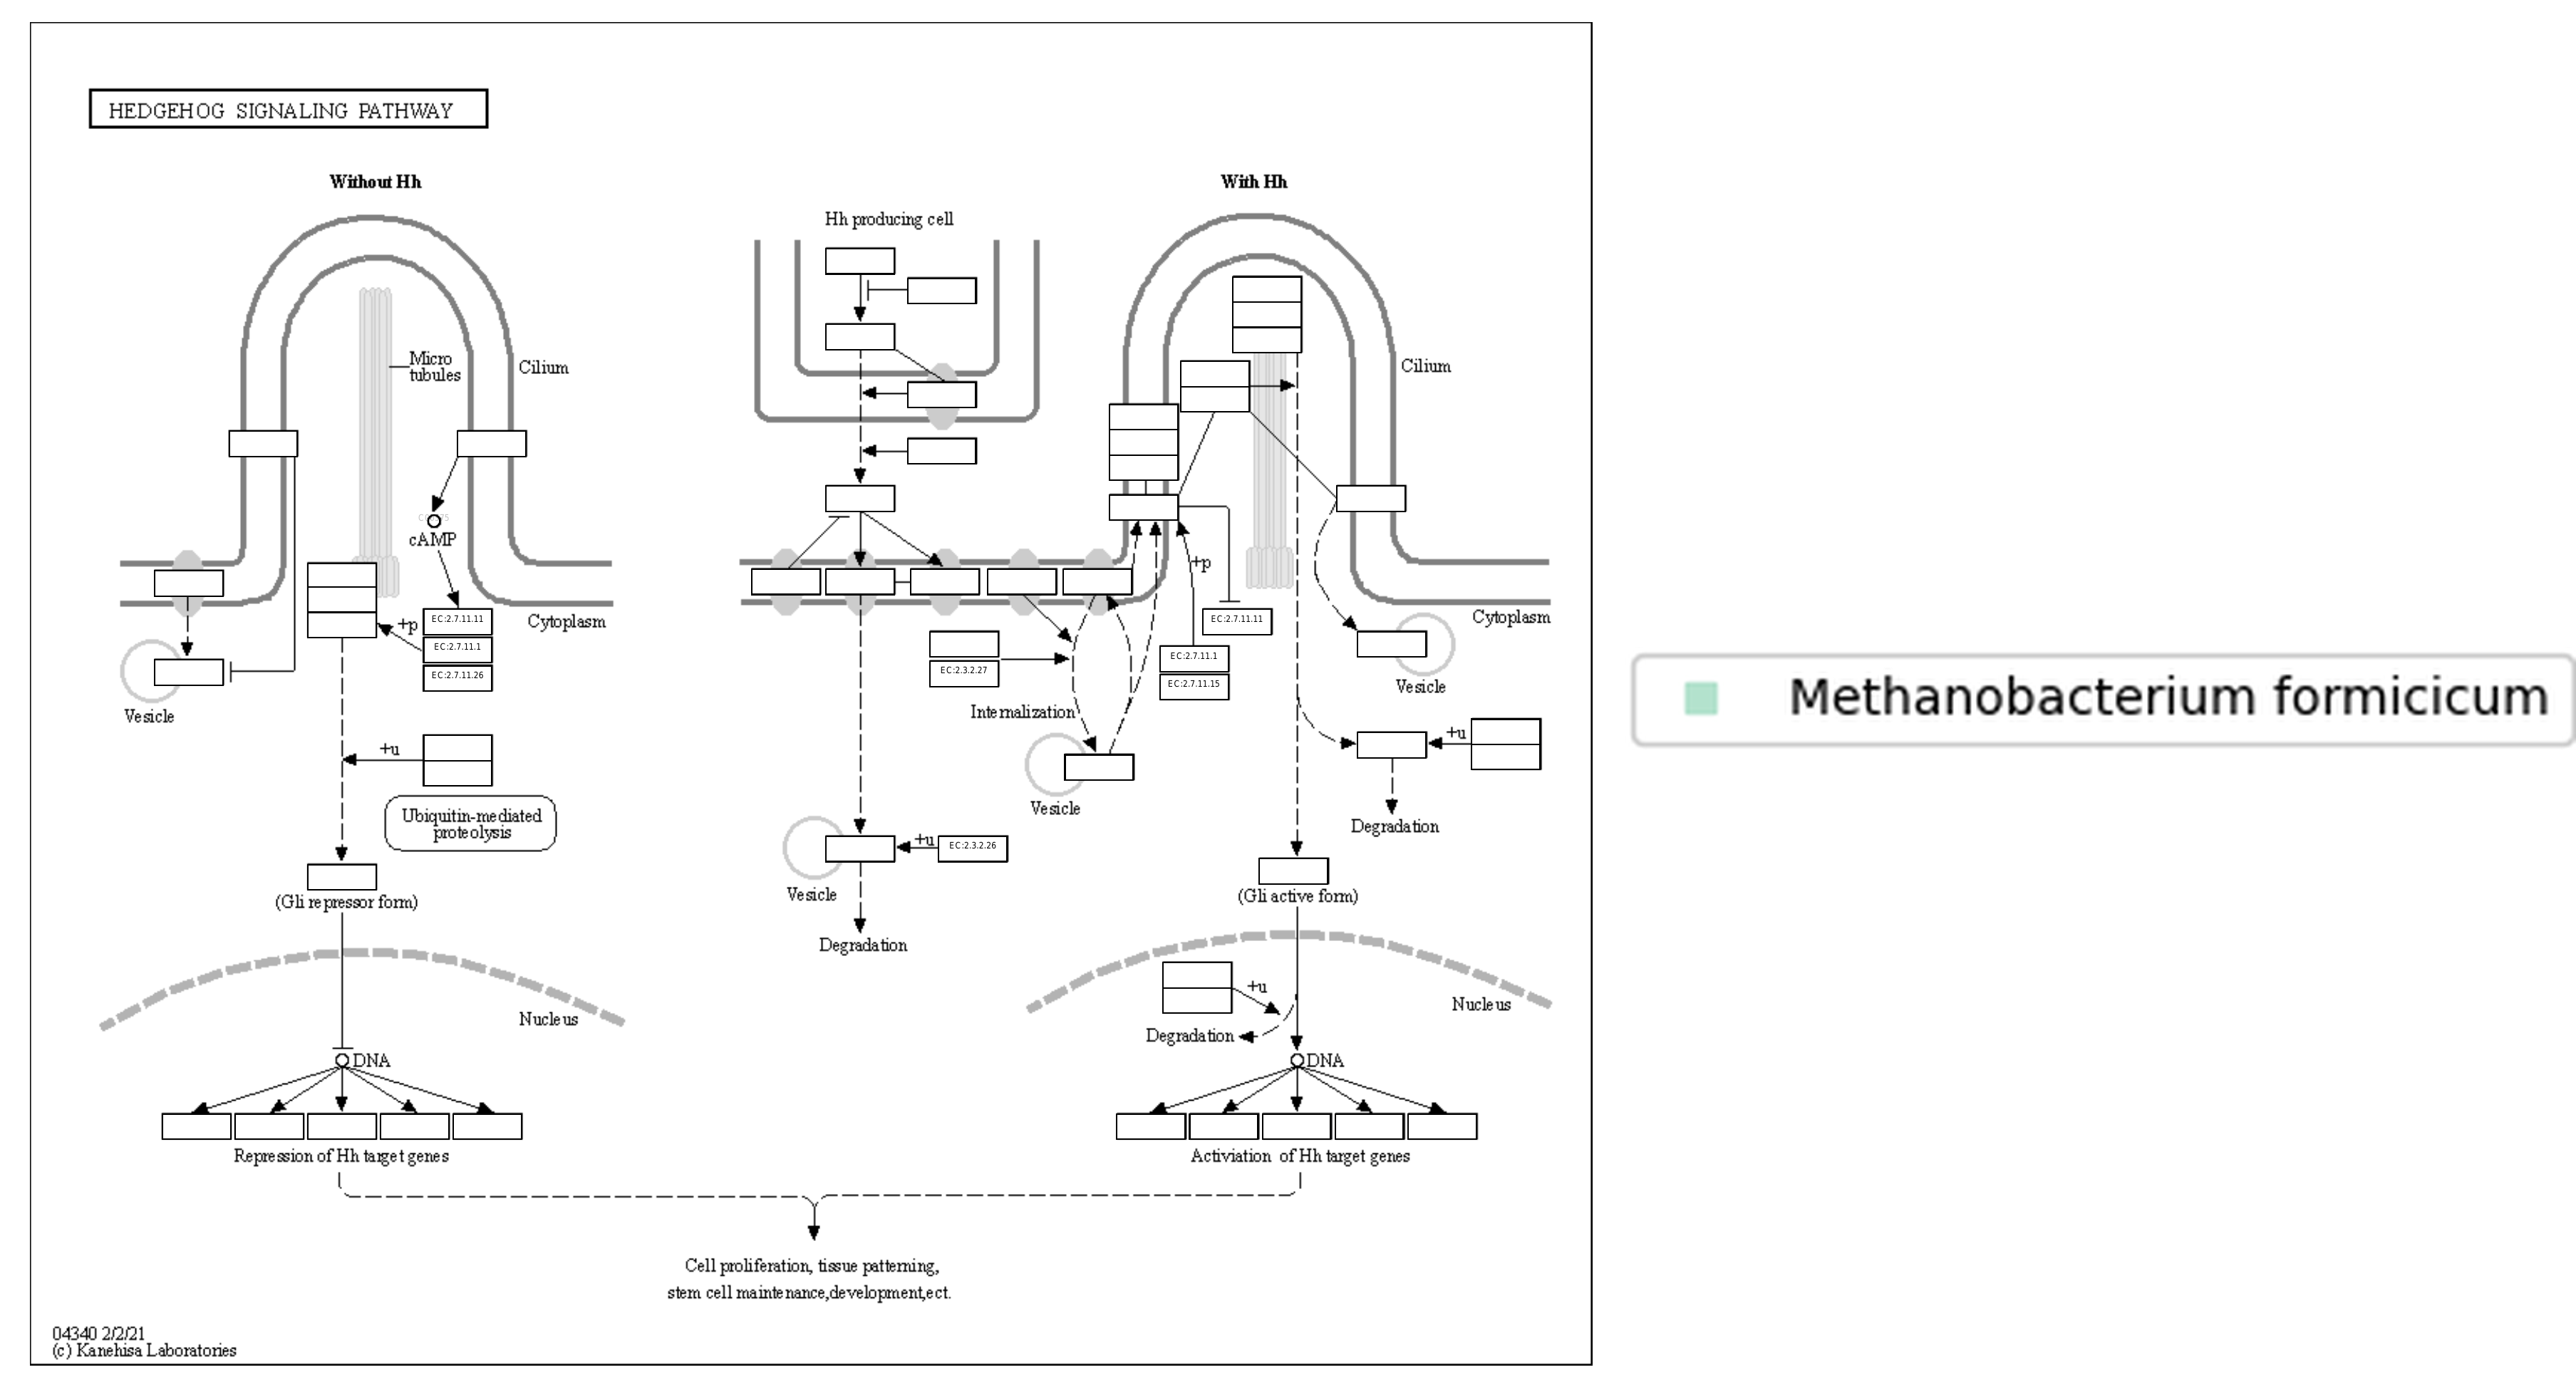 HEDGEHOG SIGNALING PATHWAY
Without Hh
With Hh
Hh producing cell
Micro
tubules
Cilium
Cilium
cAMP
+p
EC:2.7.11.11
EC:2.7.11.1
EC:2.7.11.26
Cytoplasm
+p
EC:2.7.11.11
Cytoplasm
EC:2.3.2.27
EC:2.7.11.1
EC:2.7.11.15
Vesicle
Internalization
Vesicle
+u
+u
Ubiquitin-mediated
proteolysis
Vesicle
Degradation
+u
EC:2.3.2.26
Vesicle
(Gli repressor form)
(Gli active form)
Degradation
+u
Nucleus
Nucleus
Degradation
DNA
DNA
Repression of Hh target genes
Activiation of Hh target genes
Cell proliferation, tissue patterning,
stem cell maintenance,development,ect.
04340 2/2/21
(c) Kanehisa Laboratories
Methanobacterium formicicum